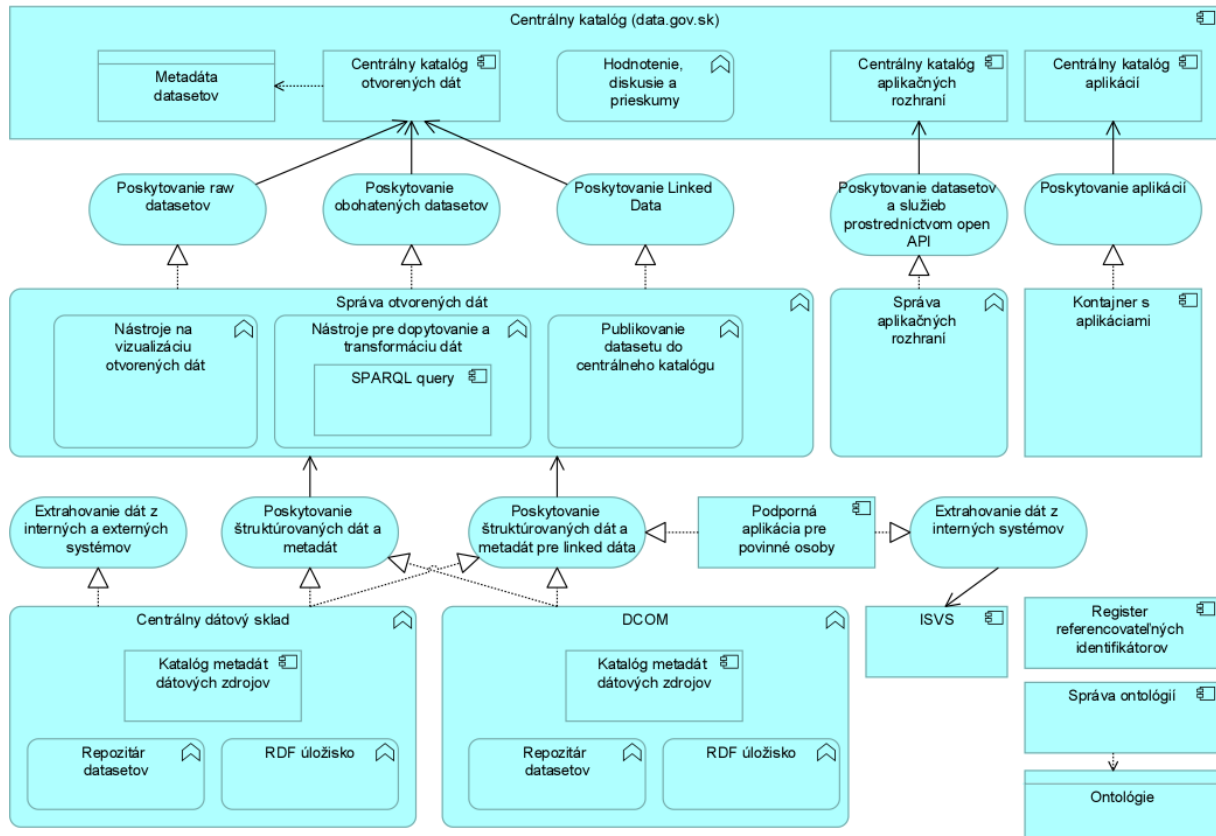 Centrálny katalóg (data.gov.sk)
Metadáta
datasetov
Centrálny katalóg
otvorených dát
Hodnotenie,
diskusie a
prieskumy
Centrálny katalóg
aplikačných
rozhraní
Centrálny katalóg
aplikácií
Poskytovanie raw
datasetov
Poskytovanie
obohatených datasetov
Poskytovanie Linked
Data
Poskytovanie datasetov
a služieb
prostredníctvom open
API
Poskytovanie aplikácií
Správa otvorených dát
Nástroje na
vizualizáciu
otvorených dát
Nástroje pre dopytovanie a
transformáciu dát
SPARQL query
Publikovanie
datasetu do
centrálneho katalógu
Správa
aplikačných
rozhraní
Kontajner s
aplikáciami
Extrahovanie dát z
interných a externých
systémov
Poskytovanie
štruktúrovaných dát a
metadát
Poskytovanie
štruktúrovaných dát a
metadát pre linked dáta
Podporná
aplikácia pre
povinné osoby
Extrahovanie dát z
interných systémov
Centrálny dátový sklad
Katalóg metadát
dátových zdrojov
Repozitár
datasetov
RDF úložisko
DCOM
Katalóg metadát
dátových zdrojov
Repozitár
datasetov
RDF úložisko
ISVS
Register
referencovateľných
identifikátorov
Správa ontológií
Ontológie